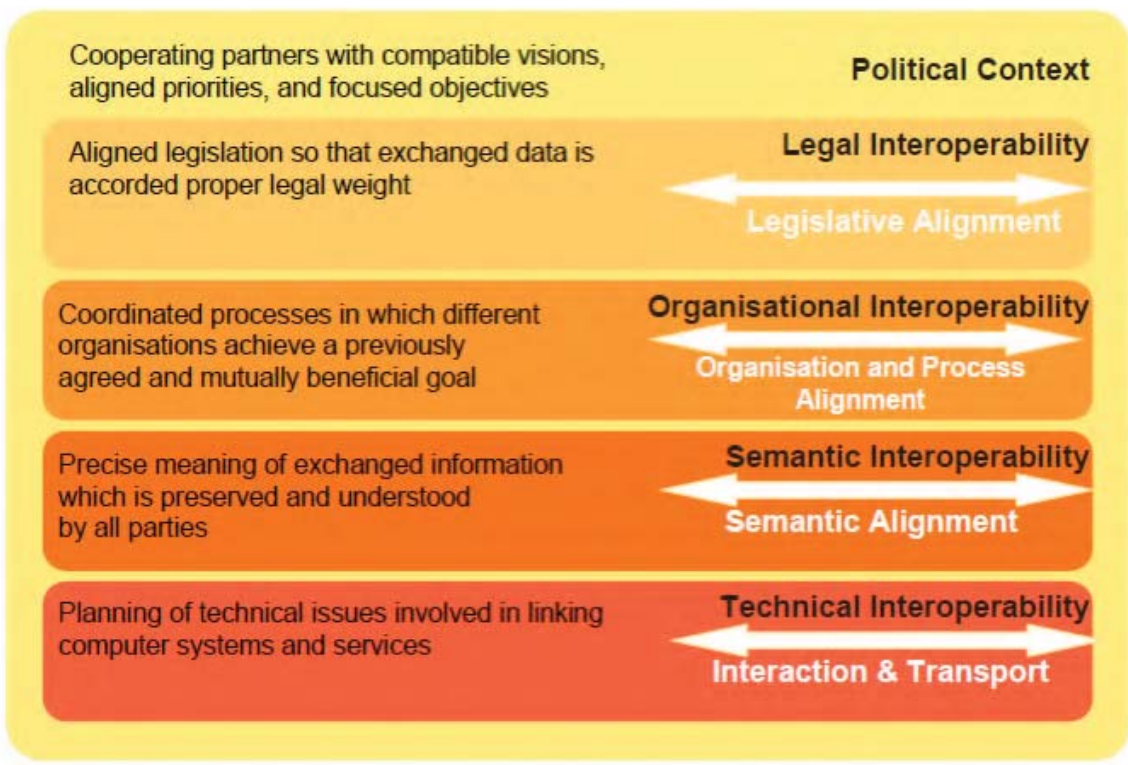 Cooperating partners with compatible visions,
aligned priorities, and focused objectives
Political Context
Aligned legislation so that exchanged data is
accorded proper legal weight
Legal Interoperability
Legislative Alignment
Coordinated processes in which different
organisations achieve a previously
agreed and mutually beneficial goal
Organisational Interoperability
Organisation and Process
Alignment
Precise meaning of exchanged information
which is preserved and understood
by all parties
Semantic Interoperability
Semantic Alignment
Planning of technical issues involved in linking
computer systems and services
Technical Interoperability
Interaction & Transport